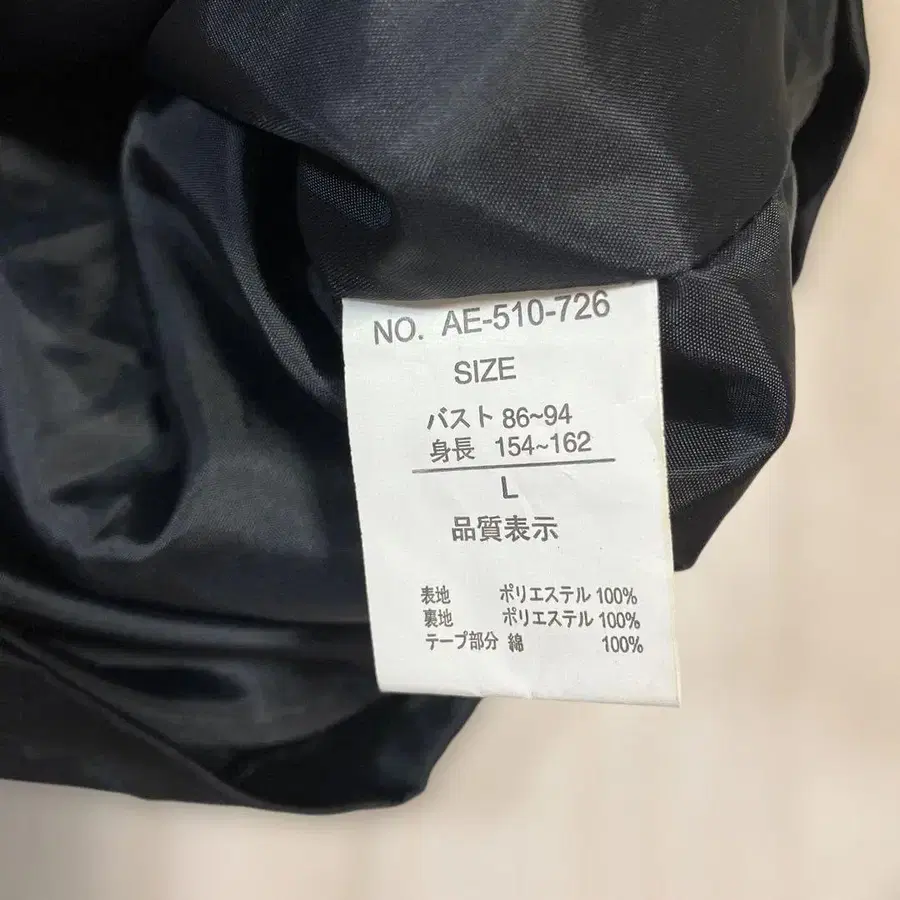 NO. AE-510-726
SIZE
バスト 86~94
身長 154~162
L
品質表示
表地 ポリエステル 100%
裏地 ポリエステル 100%
テープ部分 綿 100%